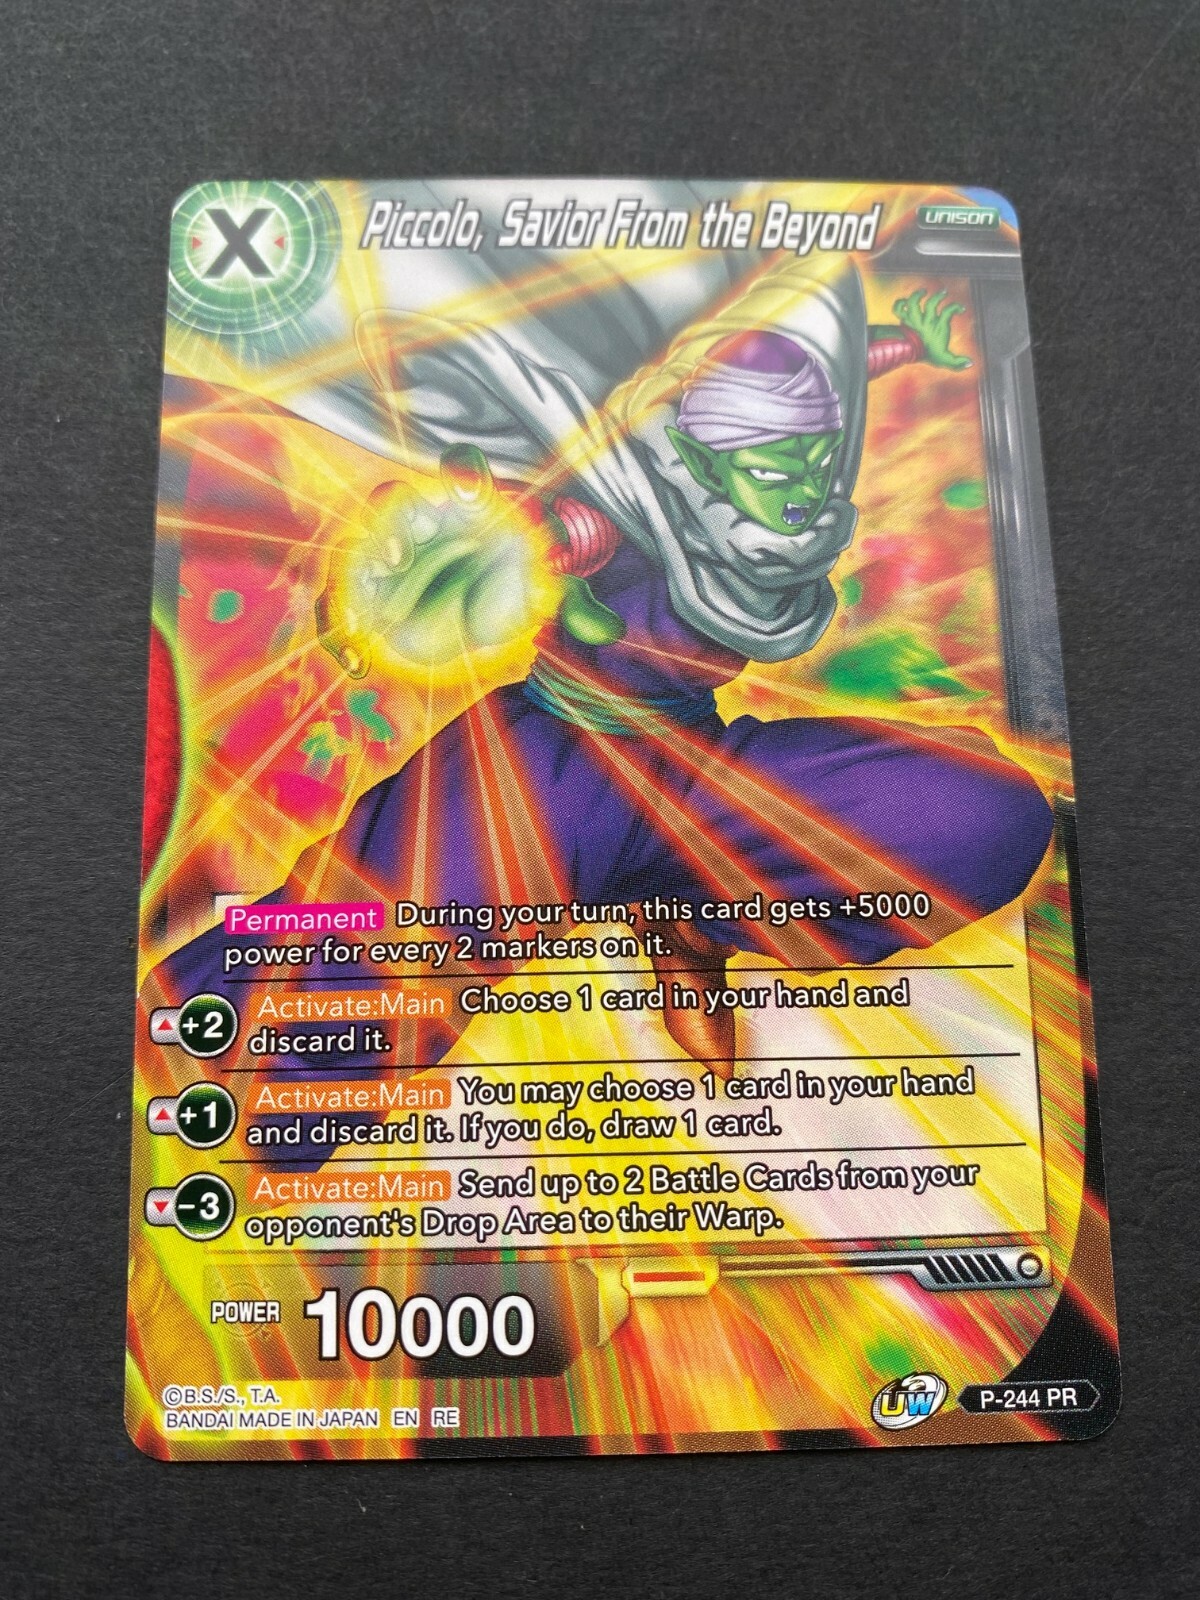 X
Piccolo, Savior From the Beyond
UNISON
Permanent During your turn, this card gets +5000
power for every 2 markers on it.
+2 Activate:Main Choose 1 card in your hand and
discard it.
+1 Activate:Main You may choose 1 card in your hand
and discard it. If you do, draw 1 card.
-3 Activate:Main Send up to 2 Battle Cards from your
opponent's Drop Area to their Warp.
POWER 10000
©B.S./S., T.A.
BANDAI MADE IN JAPAN EN RE
UW
P-244 PR